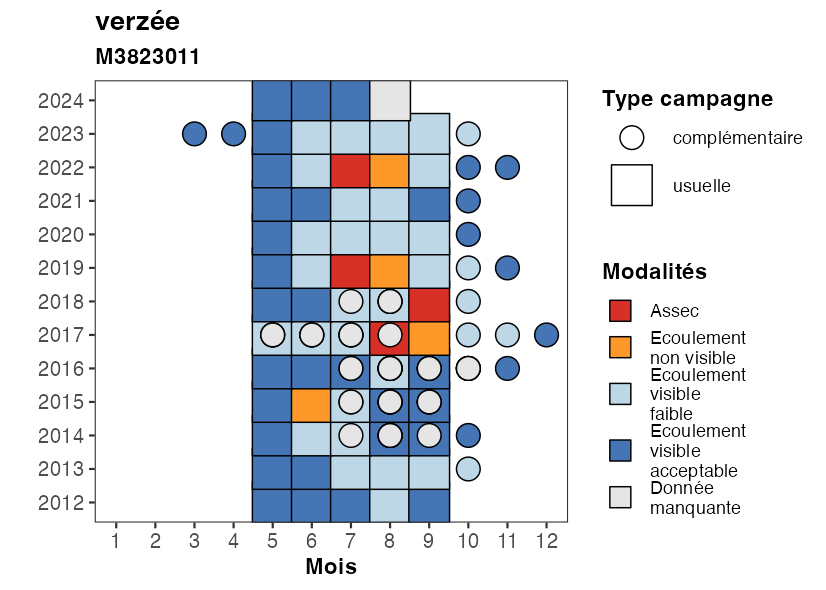 verzée
M3823011
2024
2023
2022
2021
2020
2019
2018
2017
2016
2015
2014
2013
2012
1 2 3 4 5 6 7 8 9 10 11 12
Mois
Type campagne
complémentaire
usuelle
Modalités
Assec
Ecoulement
non visible
Ecoulement
visible
faible
Ecoulement
visible
acceptable
Donnée
manquante